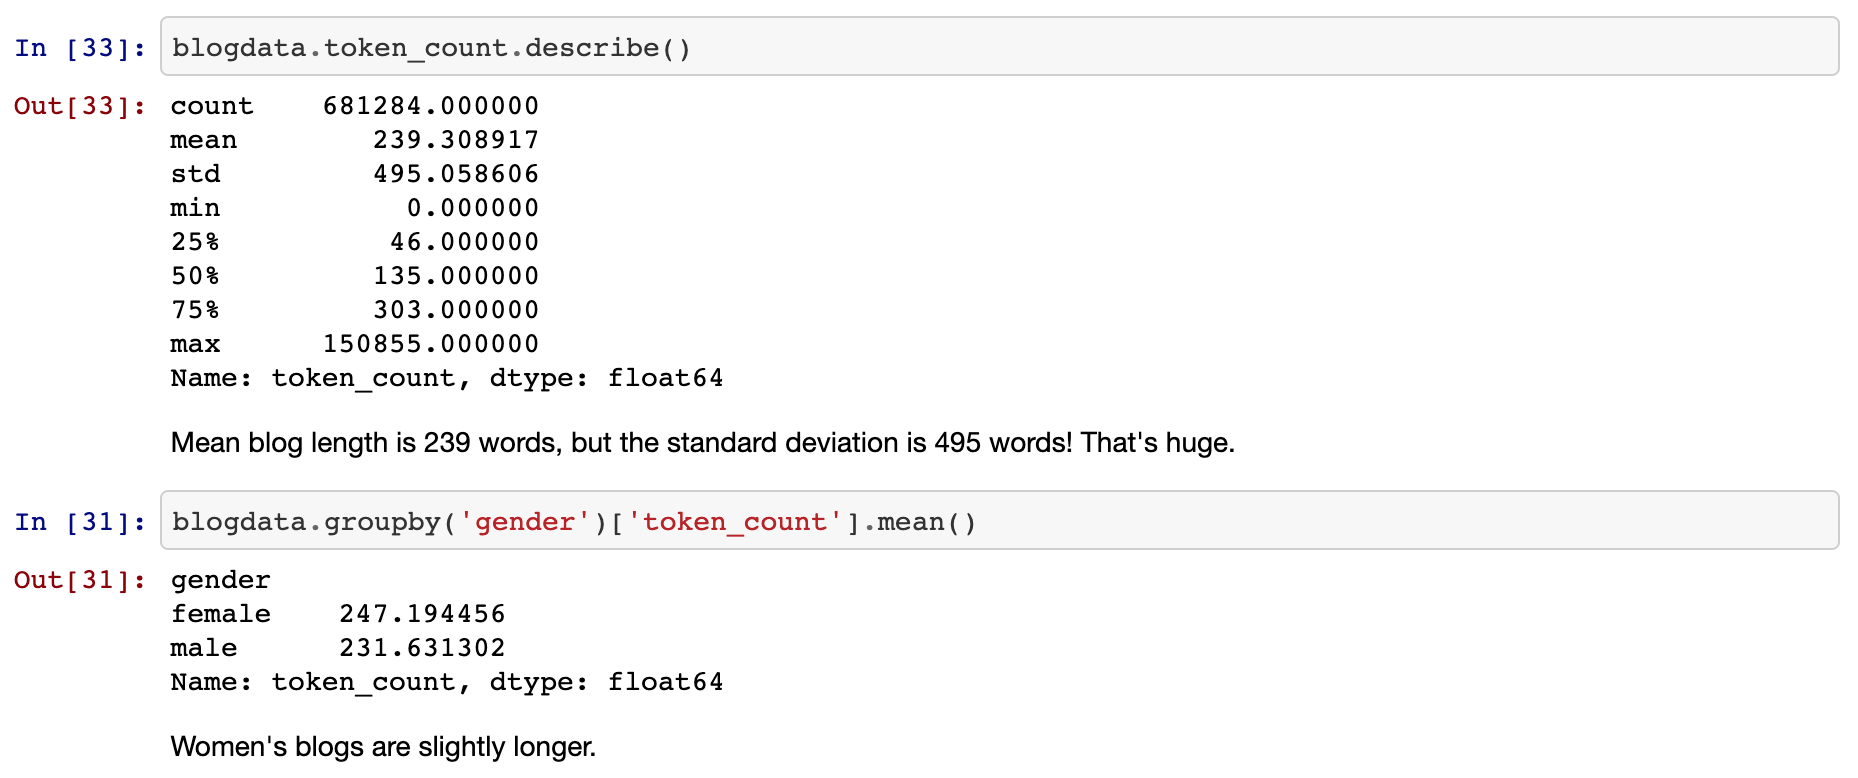 In [33]: blogdata.token_count.describe()
Out[33]: count 681284.000000
mean 239.308917
std 495.058606
min 0.000000
25% 46.000000
50% 135.000000
75% 303.000000
max 150855.000000
Name: token_count, dtype: float64
Mean blog length is 239 words, but the standard deviation is 495 words! That's huge.
In [31]: blogdata.groupby('gender')['token_count'].mean()
Out[31]: gender
female 247.194456
male 231.631302
Name: token_count, dtype: float64
Women's blogs are slightly longer.